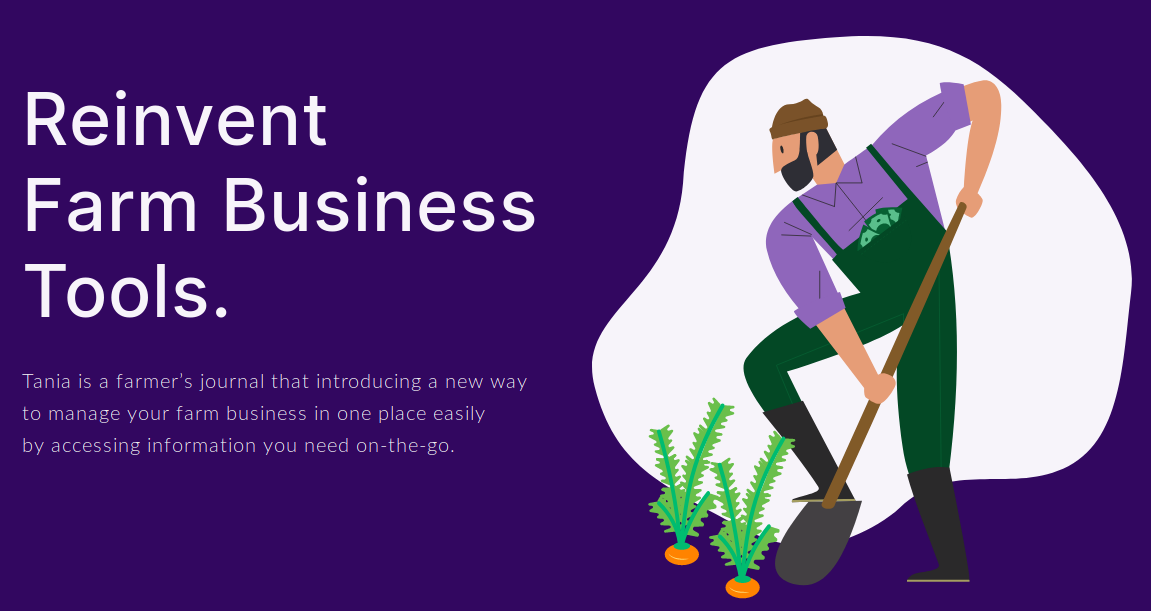 Reinvent
Farm Business
Tools.
Tania is a farmer’s journal that introducing a new way
to manage your farm business in one place easily
by accessing information you need on-the-go.